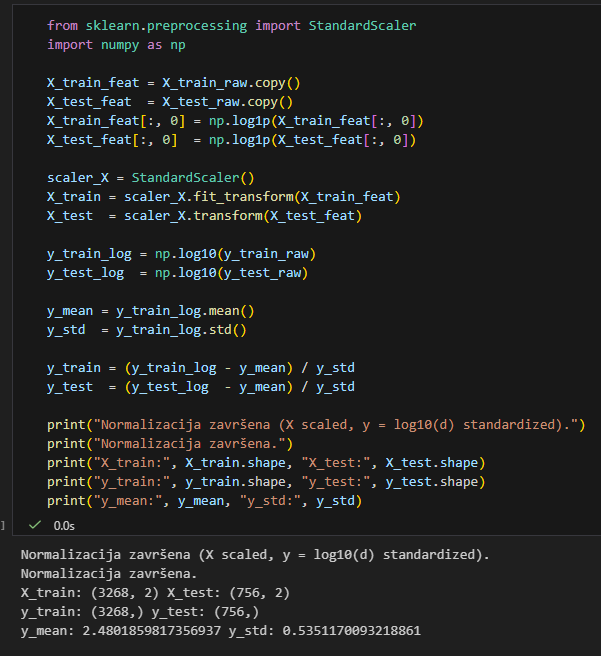 from sklearn.preprocessing import StandardScaler
import numpy as np

X_train_feat = X_train_raw.copy()
X_test_feat  = X_test_raw.copy()
X_train_feat[:, 0] = np.log1p(X_train_feat[:, 0])
X_test_feat[:, 0]  = np.log1p(X_test_feat[:, 0])

scaler_X = StandardScaler()
X_train = scaler_X.fit_transform(X_train_feat)
X_test  = scaler_X.transform(X_test_feat)

y_train_log = np.log10(y_train_raw)
y_test_log  = np.log10(y_test_raw)

y_mean = y_train_log.mean()
y_std  = y_train_log.std()

y_train = (y_train_log - y_mean) / y_std
y_test  = (y_test_log  - y_mean) / y_std

print("Normalizacija završena (X scaled, y = log10(d) standardized).")
print("Normalizacija završena.")
print("X_train:", X_train.shape, "X_test:", X_test.shape)
print("y_train:", y_train.shape, "y_test:", y_test.shape)
print("y_mean:", y_mean, "y_std:", y_std)
] ✓ 0.0s
Normalizacija završena (X scaled, y = log10(d) standardized).
Normalizacija završena.
X_train: (3268, 2) X_test: (756, 2)
y_train: (3268,) y_test: (756,)
y_mean: 2.4801859817356937 y_std: 0.5351170093218861